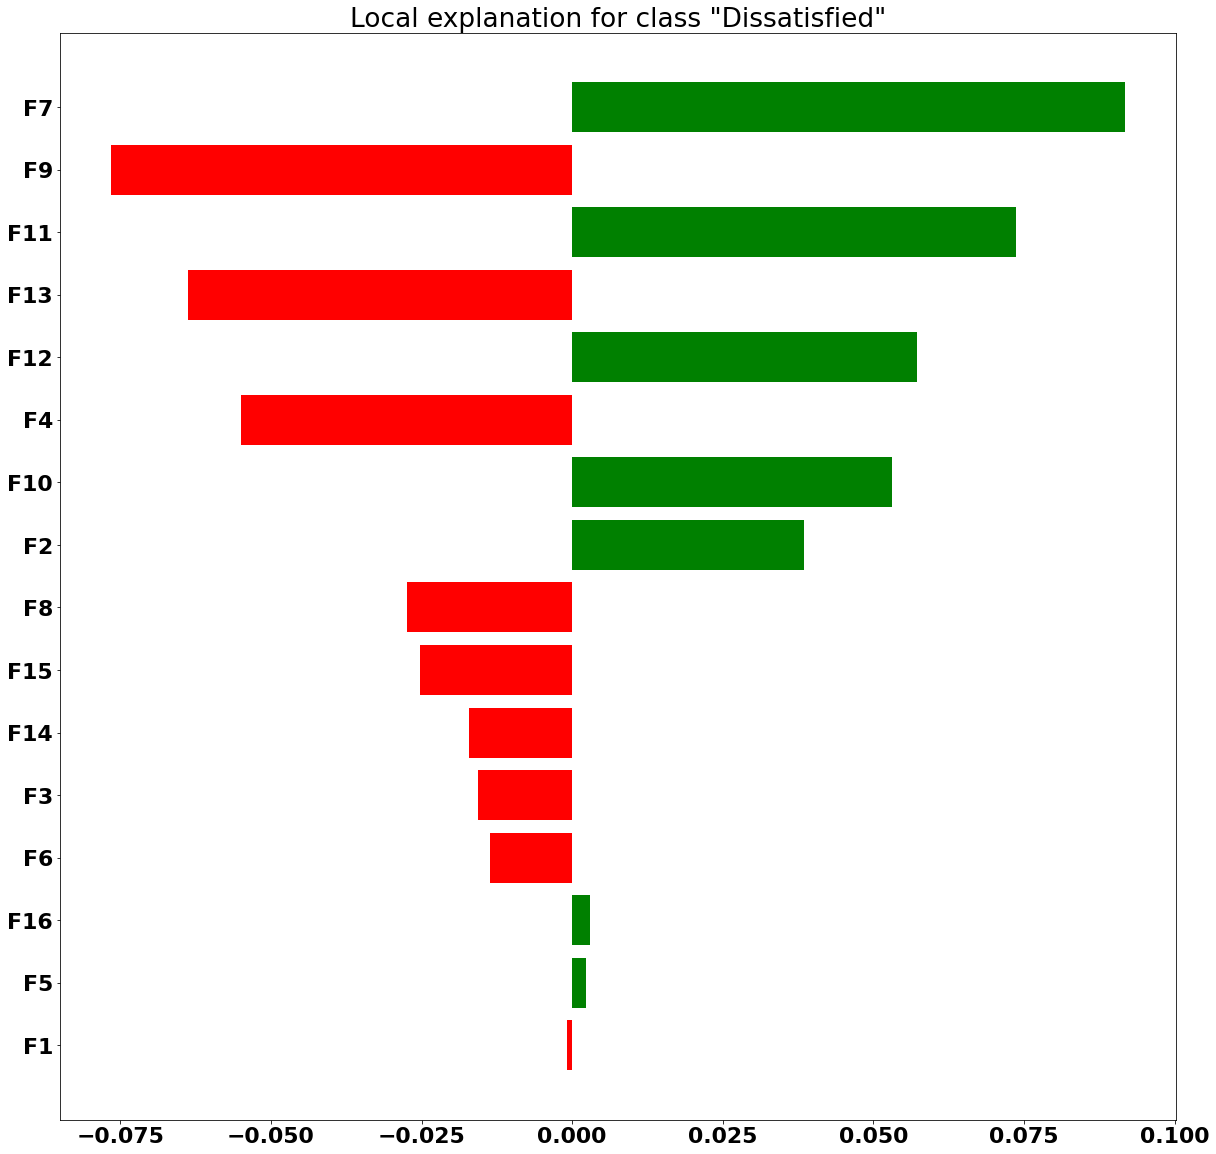 Local explanation for class "Dissatisfied"
F7
F9
F11
F13
F12
F4
F10
F2
F8
F15
F14
F3
F6
F16
F5
F1
−0.075 −0.050 −0.025 0.000 0.025 0.050 0.075 0.100